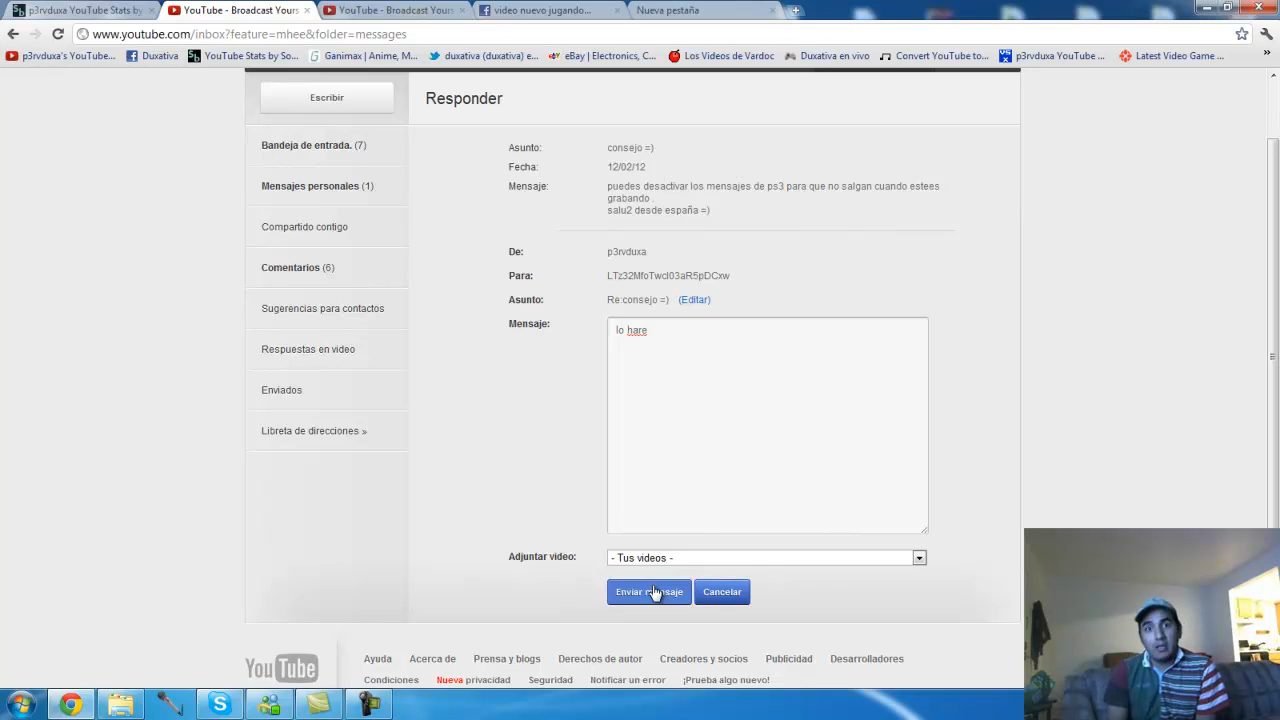 p3rvduxa YouTube Stats by
YouTube - Broadcast Yours
YouTube - Broadcast Yours
video nuevo jugando...
Nueva pestaña
www.youtube.com/inbox?feature=mhee&folder=messages
p3rvduxa's YouTube...
Duxativa
YouTube Stats by So...
Ganimax | Anime, M...
duxativa (duxativa) e...
eBay | Electronics, C...
Los Videos de Vardoc
Duxativa en vivo
Convert YouTube to...
p3rvduxa YouTube ...
Latest Video Game ...
Escribir
Responder
Bandeja de entrada. (7)
Mensajes personales (1)
Compartido contigo
Comentarios (6)
Sugerencias para contactos
Respuestas en video
Enviados
Libreta de direcciones »
Asunto: consejo =)
Fecha: 12/02/12
Mensaje: puedes desactivar los mensajes de ps3 para que no salgan cuando estees
grabando .
salu2 desde españa =)
De: p3rvduxa
Para: LTz32MfoTwcI03aR5pDCxw
Asunto: Re:consejo =) (Editar)
Mensaje: lo hare
Adjuntar video: - Tus videos -
Enviar mensaje Cancelar
YouTube
Ayuda Acerca de Prensa y blogs Derechos de autor Creadores y socios Publicidad Desarrolladores
Condiciones Nueva privacidad Seguridad Notificar un error ¡Prueba algo nuevo!